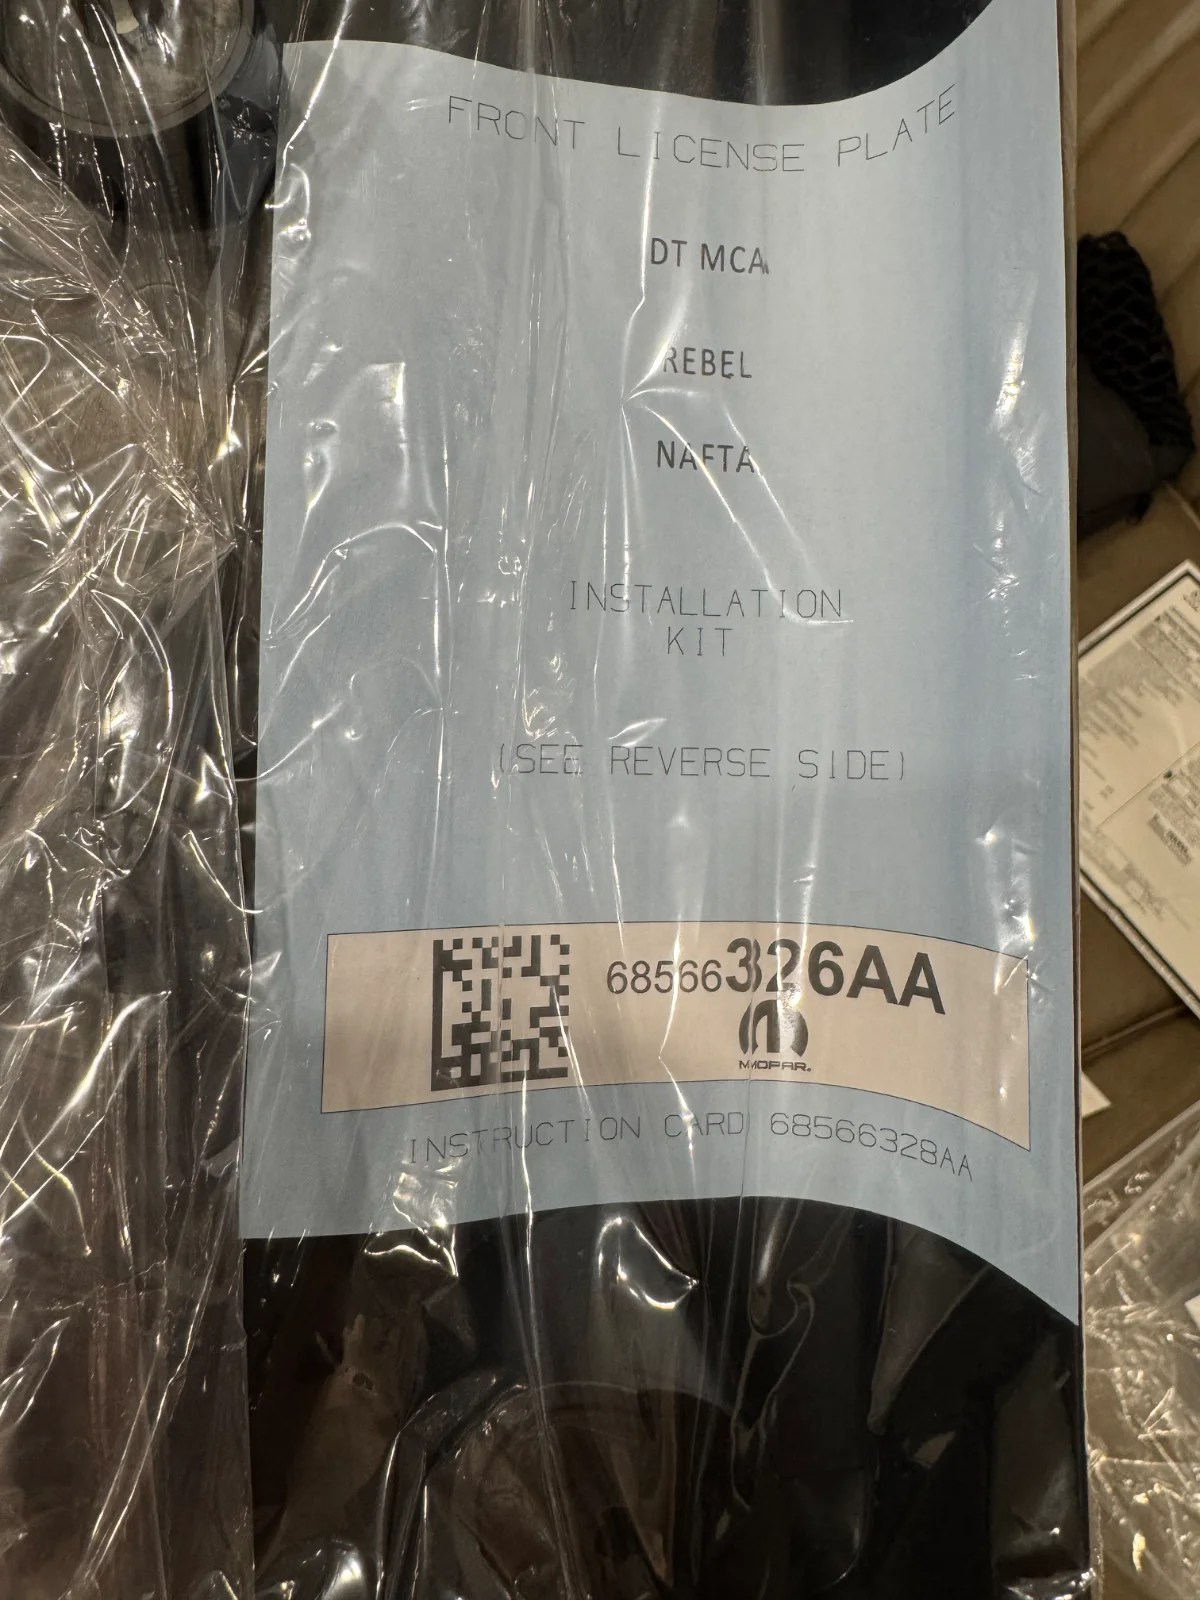 FRONT LICENSE PLATE
DT MCA
REBEL
NAFTA
INSTALLATION
KIT
(SEE REVERSE SIDE)
68566326AA
MOPAR.
INSTRUCTION CARD 68566328AA